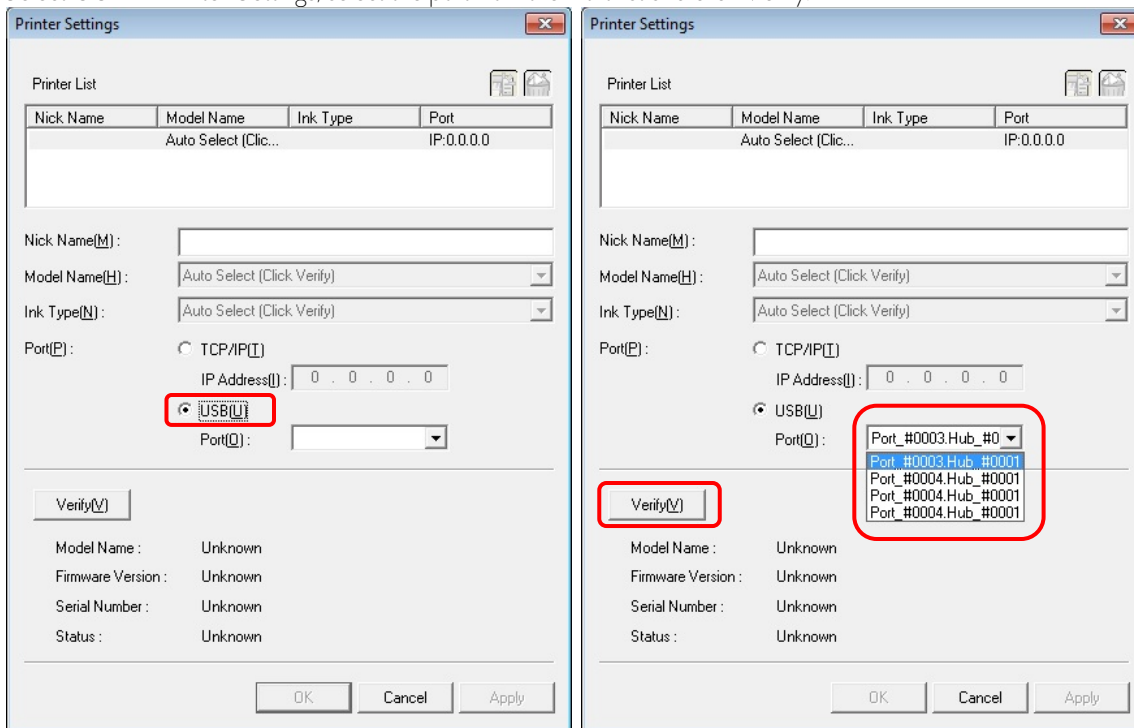 Printer Settings
Printer List
Nick Name Model Name Ink Type Port
Auto Select (Clic... IP:0.0.0.0
Nick Name(M) :
Model Name(H) : Auto Select (Click Verify)
Ink Type(N) : Auto Select (Click Verify)
Port(P) : TCP/IP(T)
IP Address(I) : 0 . 0 . 0 . 0
USB(U)
Port(O) :
Verify(V)
Model Name : Unknown
Firmware Version : Unknown
Serial Number : Unknown
Status : Unknown
OK Cancel Apply
Printer Settings
Printer List
Nick Name Model Name Ink Type Port
Auto Select (Clic... IP:0.0.0.0
Nick Name(M) :
Model Name(H) : Auto Select (Click Verify)
Ink Type(N) : Auto Select (Click Verify)
Port(P) : TCP/IP(T)
IP Address(I) : 0 . 0 . 0 . 0
USB(U)
Port(O) : Port_#0003.Hub_#0
Port_#0003.Hub_#0001
Port_#0004.Hub_#0001
Port_#0004.Hub_#0001
Port_#0004.Hub_#0001
Verify(V)
Model Name : Unknown
Firmware Version : Unknown
Serial Number : Unknown
Status : Unknown
OK Cancel Apply